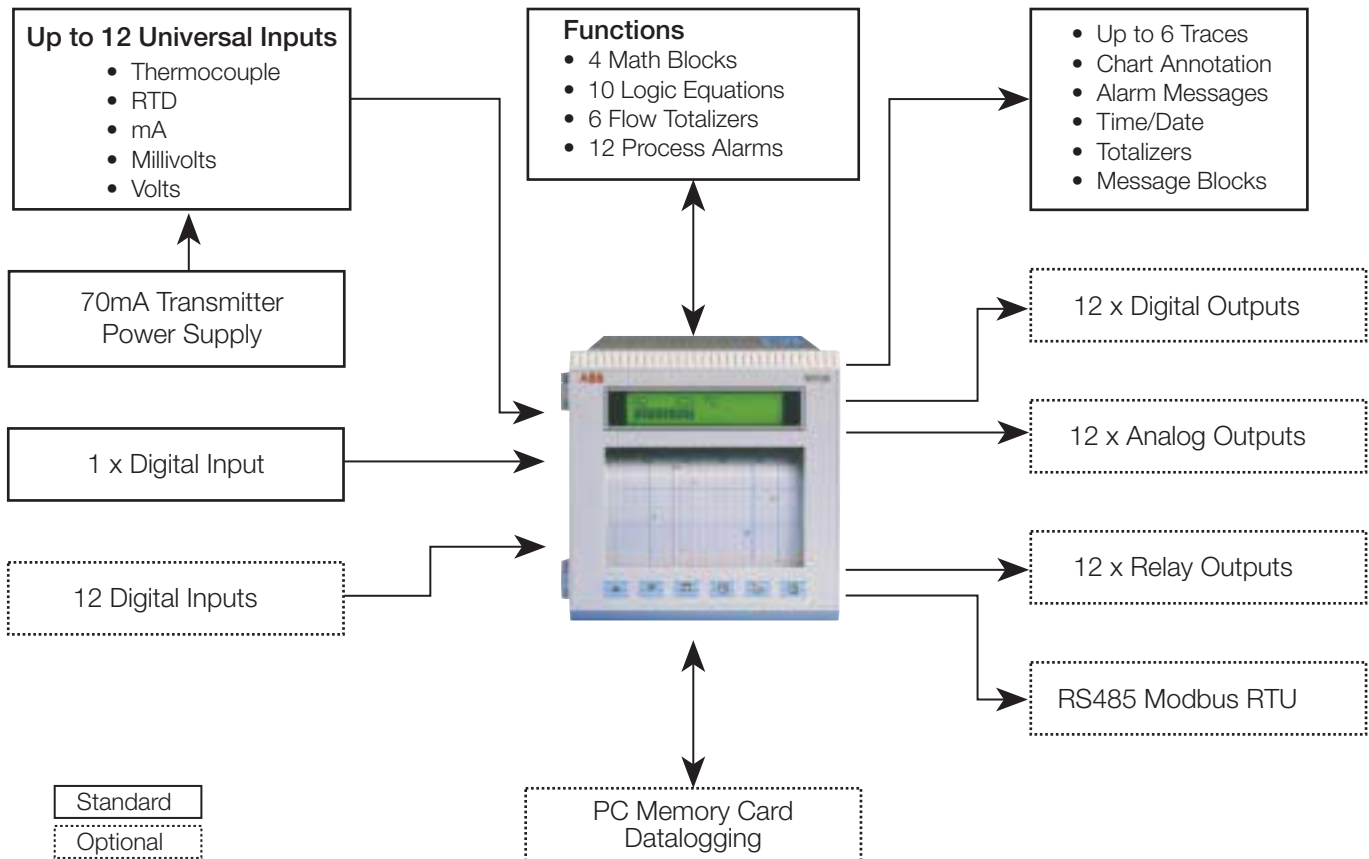 Up to 12 Universal Inputs
• Thermocouple
• RTD
• mA
• Millivolts
• Volts
70mA Transmitter
Power Supply
1 x Digital Input
12 Digital Inputs
Standard
Optional
Functions
• 4 Math Blocks
• 10 Logic Equations
• 6 Flow Totalizers
• 12 Process Alarms
ABB
PC Memory Card
Datalogging
• Up to 6 Traces
• Chart Annotation
• Alarm Messages
• Time/Date
• Totalizers
• Message Blocks
12 x Digital Outputs
12 x Analog Outputs
12 x Relay Outputs
RS485 Modbus RTU